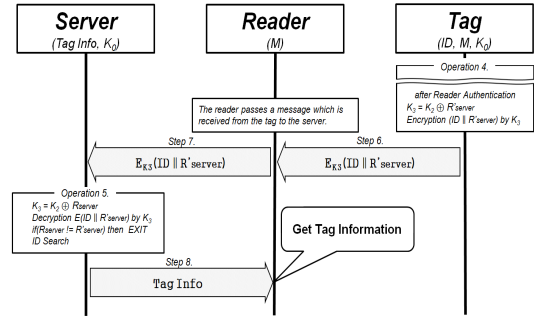 Server
(Tag Info, K0)
Reader
(M)
Tag
(ID, M, K0)
Operation 4.
after Reader Authentication
K3 = K2 ⊕ R'server
Encryption (ID ∥ R'server) by K3
The reader passes a message which is
received from the tag to the server.
Step 7.
EK3(ID ∥ R'server)
Step 6.
EK3(ID ∥ R'server)
Operation 5.
K3 = K2 ⊕ Rserver
Decryption E(ID ∥ R'server) by K3
if(Rserver != R'server) then EXIT
ID Search
Get Tag Information
Step 8.
Tag Info